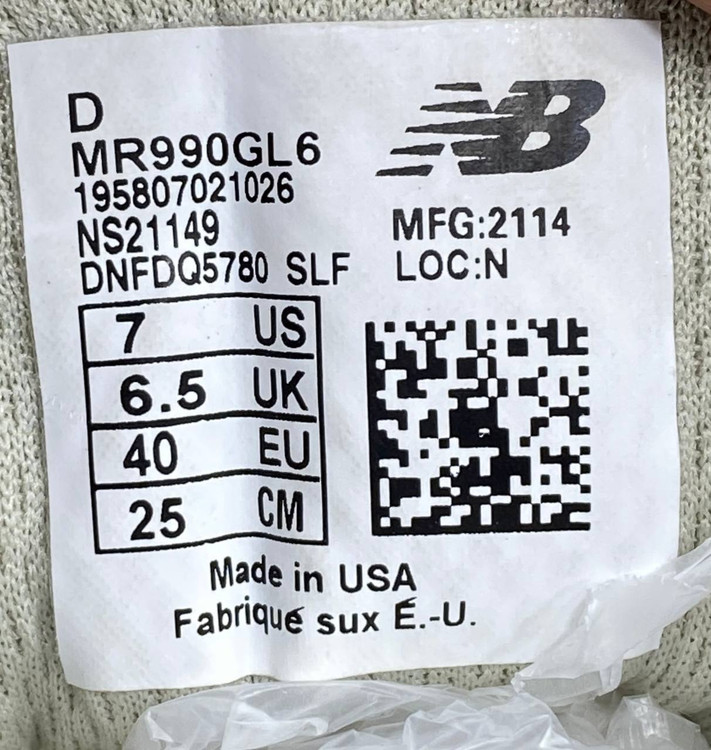 D
MR990GL6
195807021026
NS21149
DNFDQ5780 SLF
NB
MFG:2114
LOC:N
7 US
6.5 UK
40 EU
25 CM
Made in USA
Fabriqué sux É.-U.